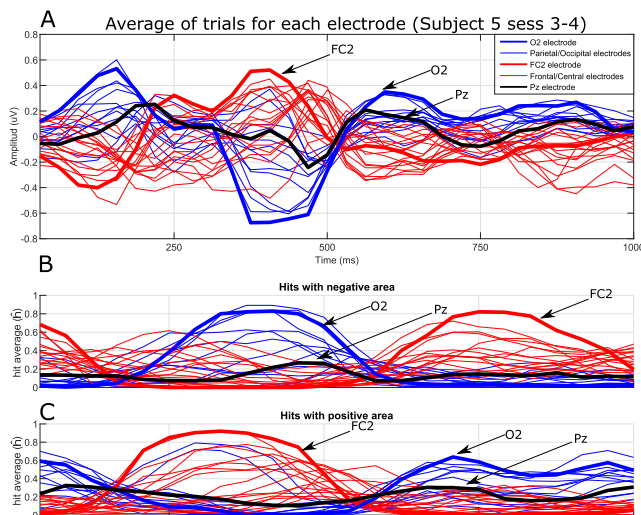 A
Average of trials for each electrode (Subject 5 sess 3-4)
0.8
0.6
0.4
0.2
0
-0.2
-0.4
-0.6
-0.8
Amplitud (uV)
FC2
O2
Pz
O2 electrode
Parietal/Occipital electrodes
FC2 electrode
Frontal/Central electrodes
Pz electrode
250
500
750
1000
Time (ms)
B
Hits with negative area
1
0.8
0.6
0.4
0.2
0
hit average (ĥ)
O2
Pz
FC2
C
Hits with positive area
1
0.8
0.6
0.4
0.2
0
hit average (ĥ)
FC2
O2
Pz